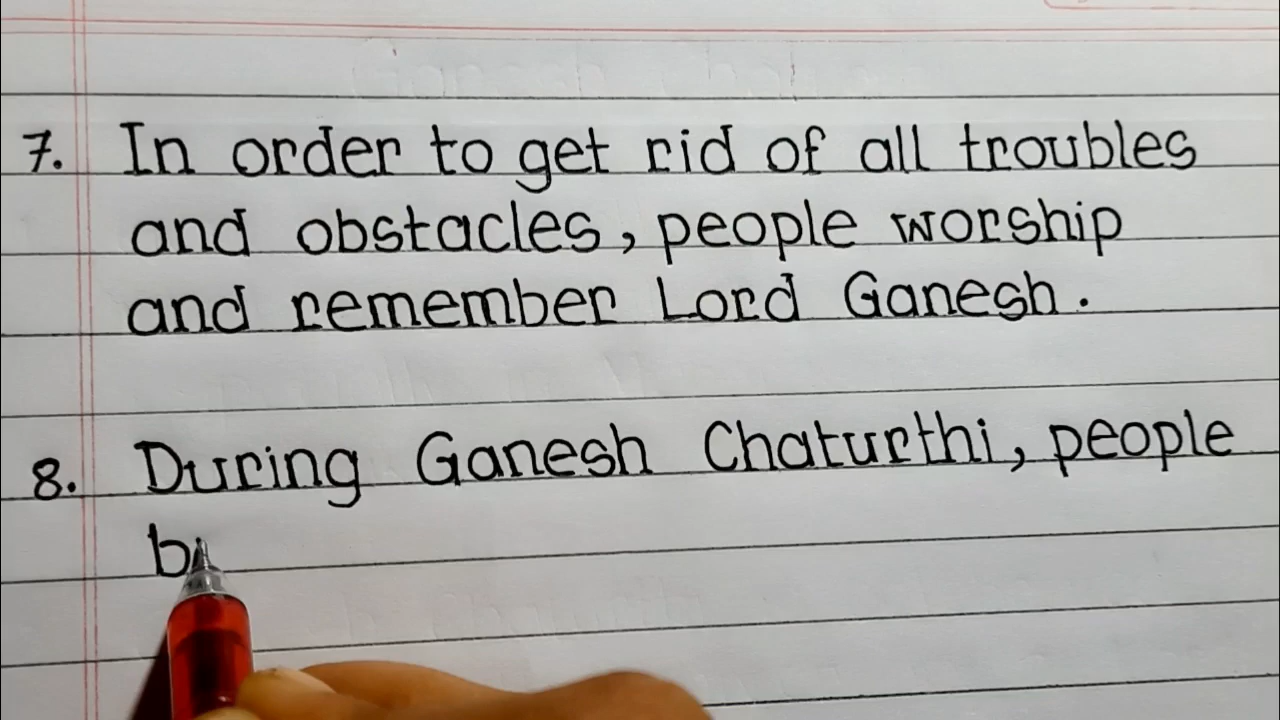 7. In order to get rid of all troubles
and obstacles, people worship
and remember Lord Ganesh.
8. During Ganesh Chaturthi, people